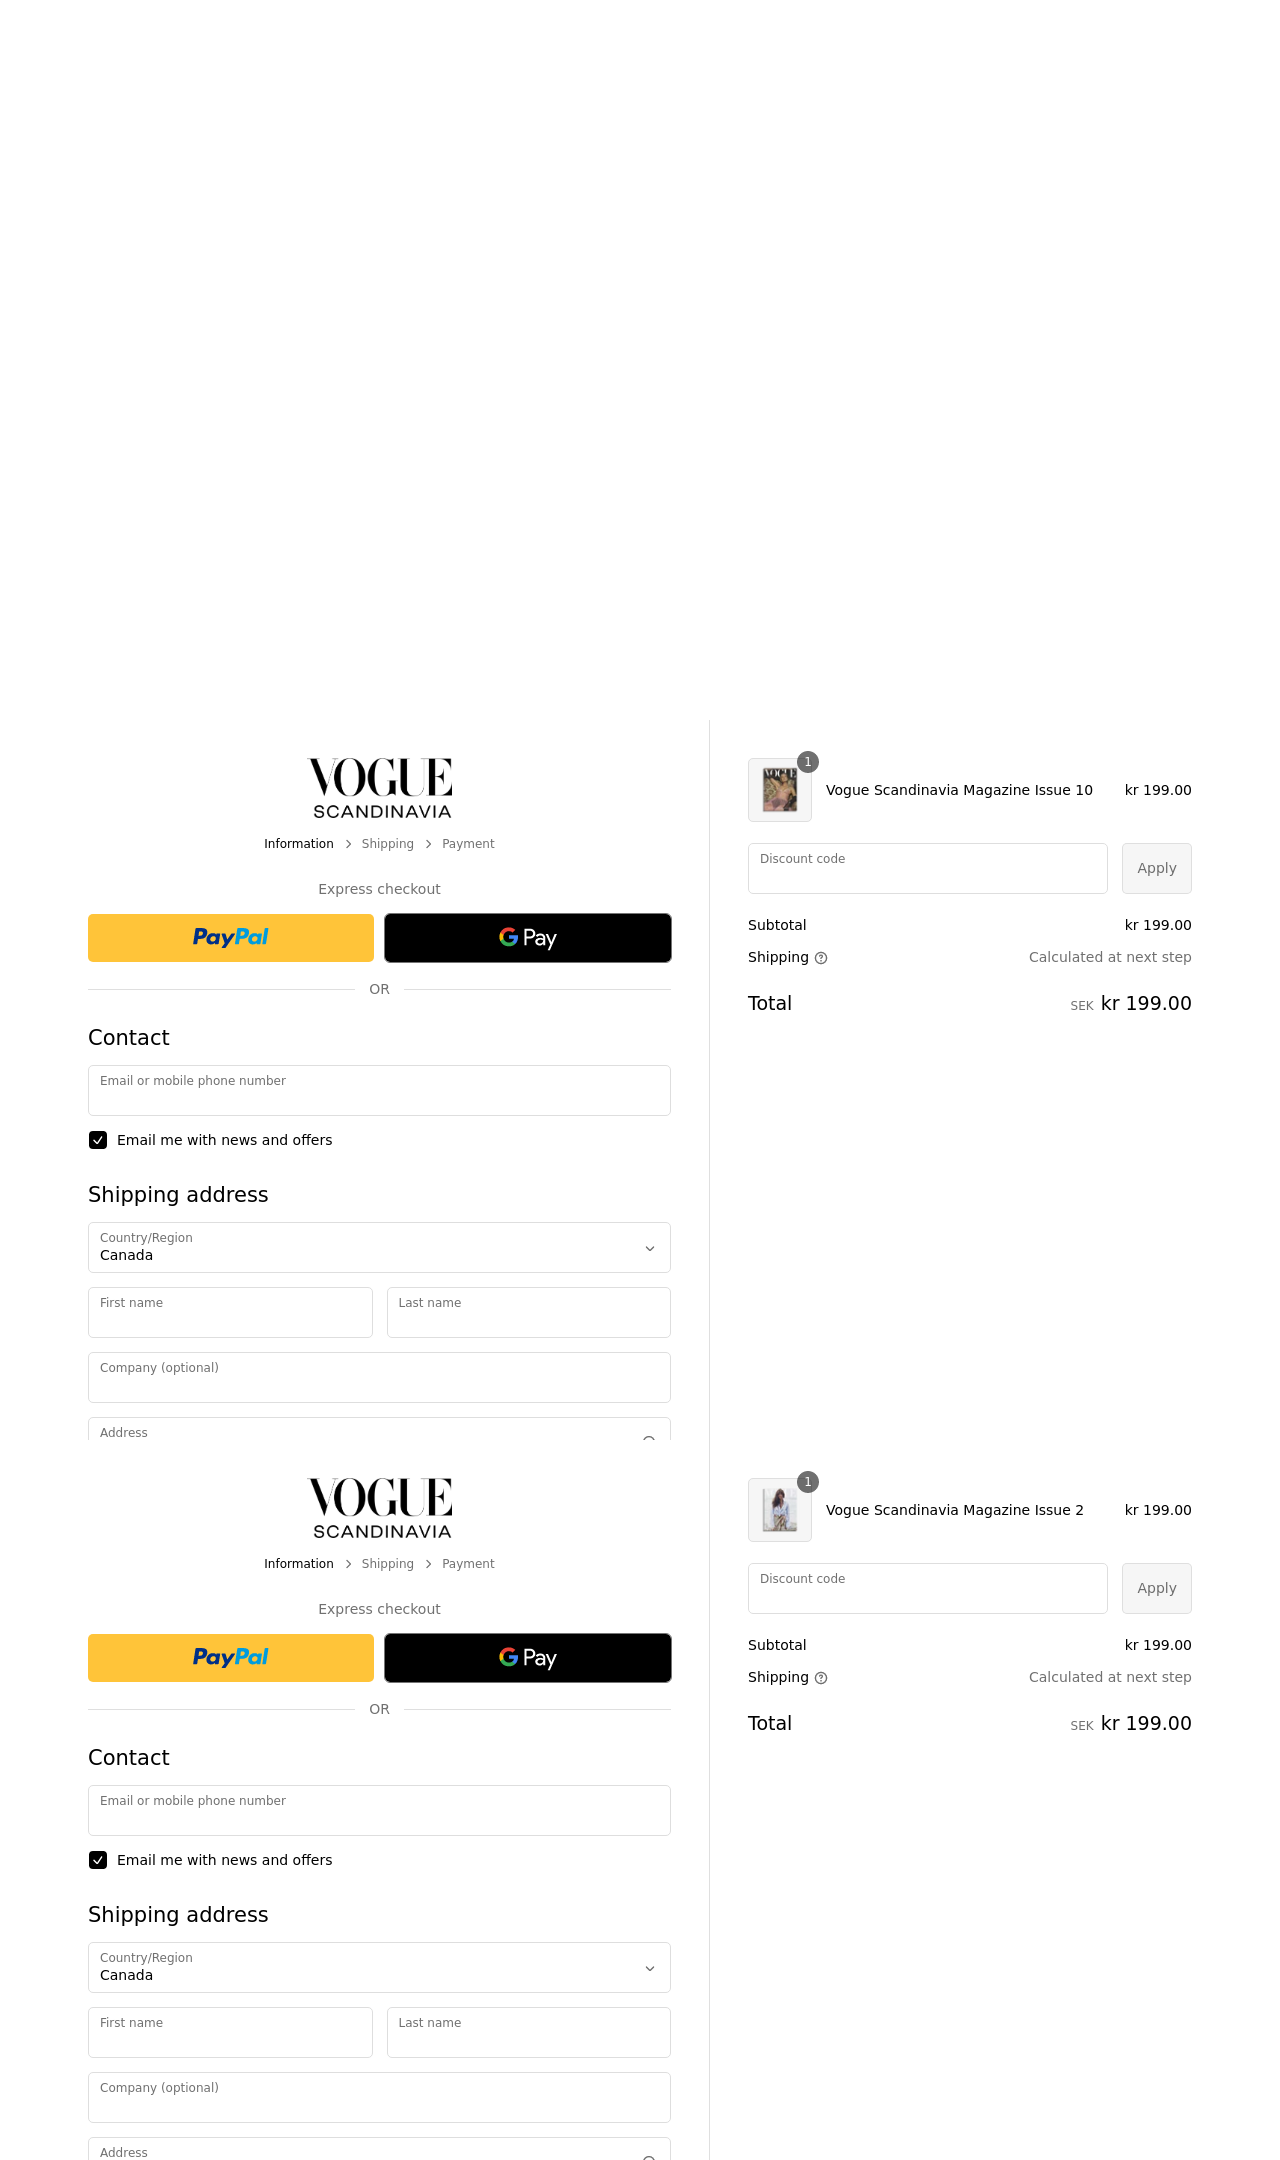 VOGUE
SCANDINAVIA
Information
Shipping
Payment
Express checkout
PayPal
G Pay
OR
Contact
Email or mobile phone number
Email me with news and offers
Shipping address
Country/Region
Canada
First name
Last name
Company (optional)
Address
VOGUE
1
Vogue Scandinavia Magazine Issue 10
kr 199.00
Discount code
Apply
Subtotal
kr 199.00
Shipping
Calculated at next step
Total
SEK kr 199.00
VOGUE
SCANDINAVIA
Information
Shipping
Payment
Express checkout
PayPal
G Pay
OR
Contact
Email or mobile phone number
Email me with news and offers
Shipping address
Country/Region
Canada
First name
Last name
Company (optional)
Address
1
Vogue Scandinavia Magazine Issue 2
kr 199.00
Discount code
Apply
Subtotal
kr 199.00
Shipping
Calculated at next step
Total
SEK kr 199.00